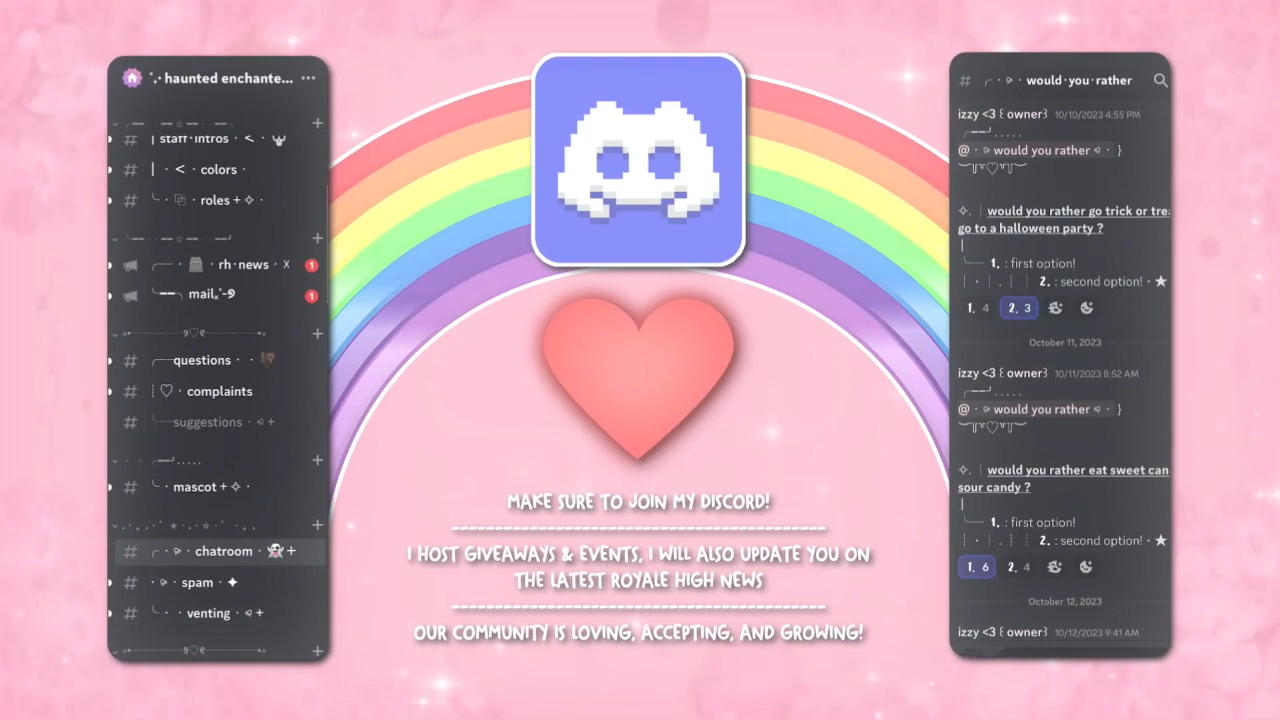 haunted enchante...
staff·intros
colors
roles
rh·news
1
mail
1
questions
complaints
suggestions
mascot
chatroom
spam
venting
MAKE SURE TO JOIN MY DISCORD!
I HOST GIVEAWAYS & EVENTS, I WILL ALSO UPDATE YOU ON
THE LATEST ROYALE HIGH NEWS
OUR COMMUNITY IS LOVING, ACCEPTING, AND GROWING!
# would·you·rather
izzy <3 owner 10/10/2023 4:55 PM
@ would you rather
would you rather go trick or trea
go to a halloween party ?
1. : first option!
2. : second option! · ★
1. 4 2. 3
October 11, 2023
izzy <3 owner 10/11/2023 8:52 AM
@ would you rather
would you rather eat sweet can
sour candy ?
1. : first option!
2. : second option! · ★
1. 6 2. 4
October 12, 2023
izzy <3 owner 10/12/2023 9:41 AM